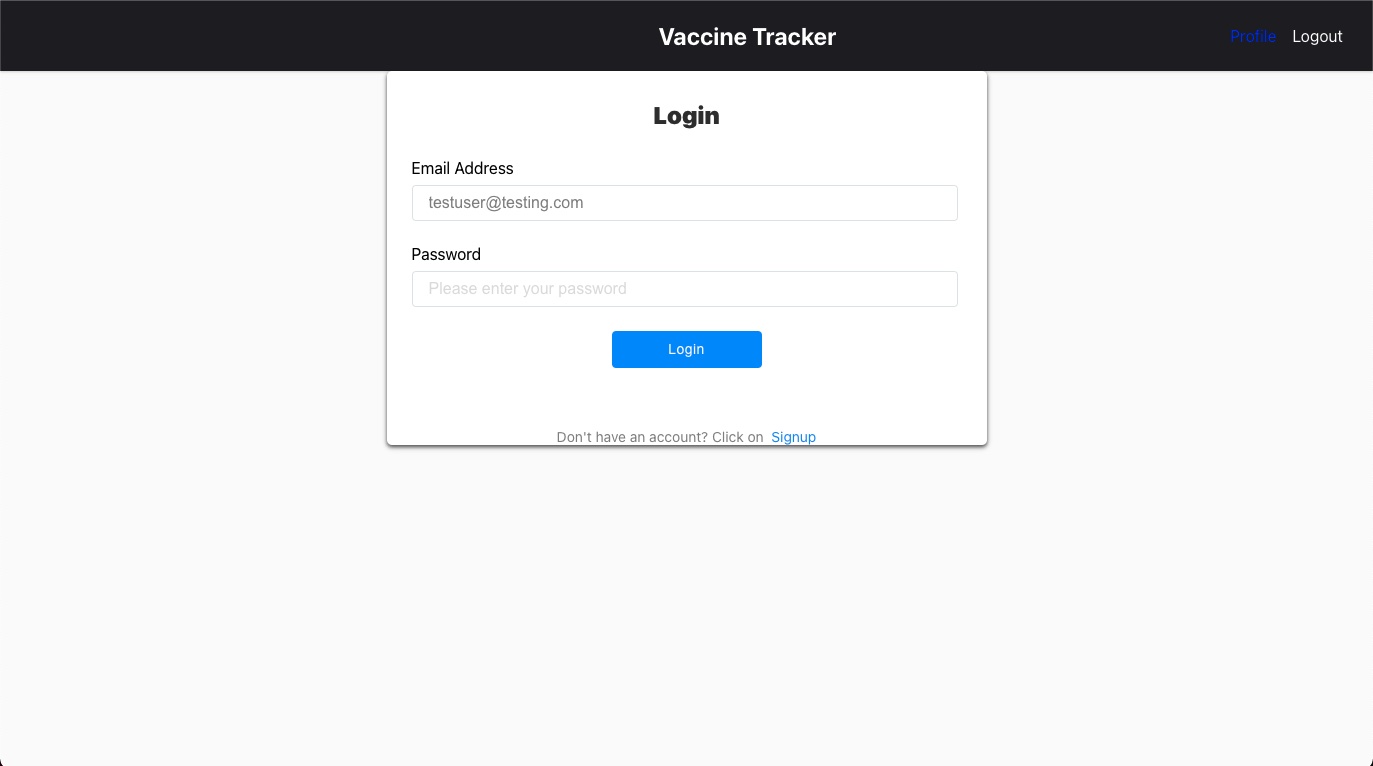 Vaccine Tracker
Profile Logout
Login
Email Address
testuser@testing.com
Password
Please enter your password
Login
Don't have an account? Click on Signup